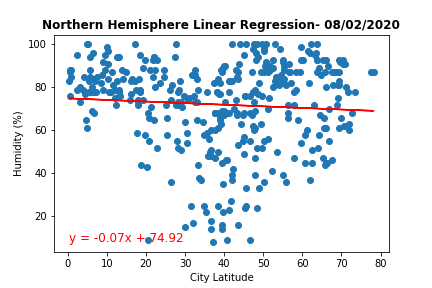 Northern Hemisphere Linear Regression- 08/02/2020
100
80
60
40
20
Humidity (%)
y = -0.07x + 74.92
0 10 20 30 40 50 60 70 80
City Latitude